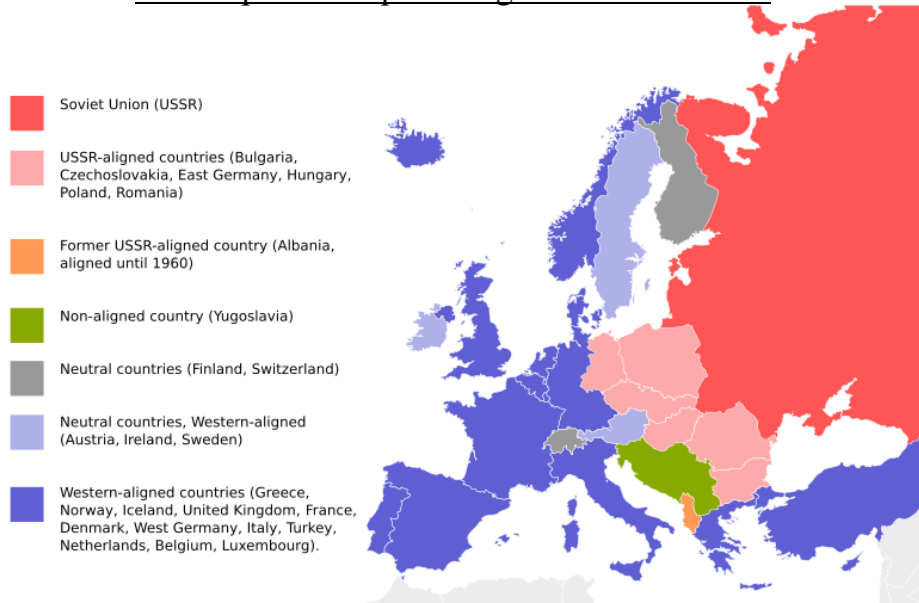 Soviet Union (USSR)
USSR-aligned countries (Bulgaria,
Czechoslovakia, East Germany, Hungary,
Poland, Romania)
Former USSR-aligned country (Albania,
aligned until 1960)
Non-aligned country (Yugoslavia)
Neutral countries (Finland, Switzerland)
Neutral countries, Western-aligned
(Austria, Ireland, Sweden)
Western-aligned countries (Greece,
Norway, Iceland, United Kingdom, France,
Denmark, West Germany, Italy, Turkey,
Netherlands, Belgium, Luxembourg).